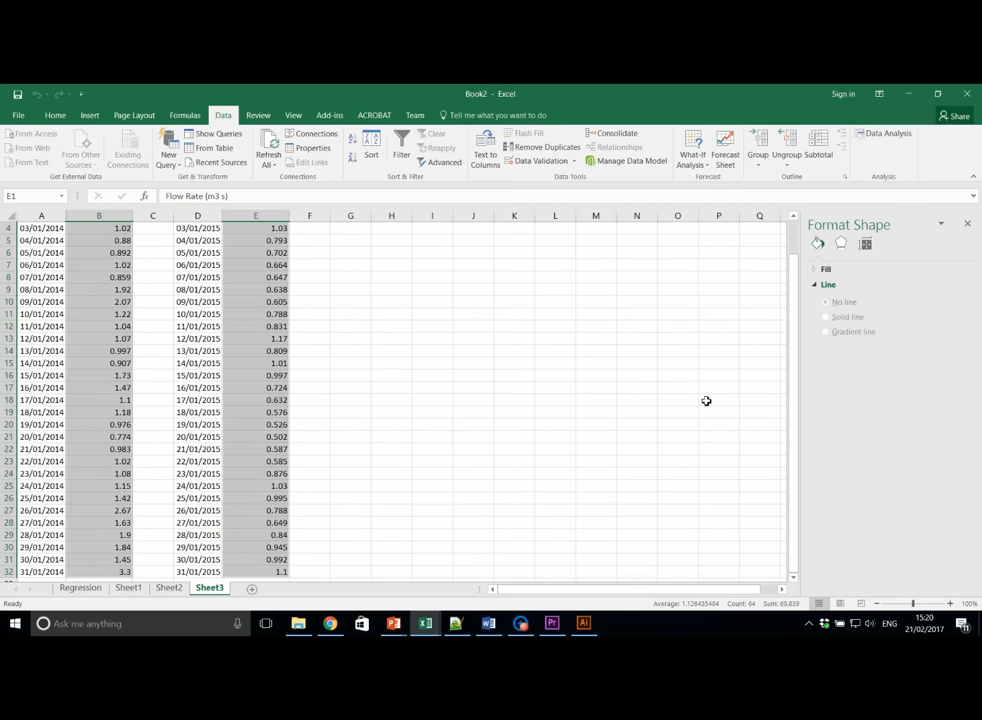 Book2 - Excel
Sign in
File Home Insert Page Layout Formulas Data Review View Add-ins ACROBAT Team Tell me what you want to do Share
From Access
From Web
From Text
From Other Sources
Existing Connections
Get External Data
New Query
Show Queries
From Table
Recent Sources
Get & Transform
Refresh All
Connections
Properties
Edit Links
Connections
Sort
Filter
Clear
Reapply
Advanced
Sort & Filter
Text to Columns
Flash Fill
Remove Duplicates
Data Validation
Consolidate
Relationships
Manage Data Model
Data Tools
What-If Analysis
Forecast Sheet
Forecast
Group
Ungroup
Subtotal
Outline
Data Analysis
Analysis
E1 fx Flow Rate (m3 s)
A B C D E F G H I J K L M N O P Q
4 03/01/2014 1.02 03/01/2015 1.03
5 04/01/2014 0.88 04/01/2015 0.793
6 05/01/2014 0.892 05/01/2015 0.702
7 06/01/2014 1.02 06/01/2015 0.664
8 07/01/2014 0.859 07/01/2015 0.647
9 08/01/2014 1.92 08/01/2015 0.638
10 09/01/2014 2.07 09/01/2015 0.605
11 10/01/2014 1.22 10/01/2015 0.788
12 11/01/2014 1.04 11/01/2015 0.831
13 12/01/2014 1.07 12/01/2015 1.17
14 13/01/2014 0.997 13/01/2015 0.809
15 14/01/2014 0.907 14/01/2015 1.01
16 15/01/2014 1.73 15/01/2015 0.997
17 16/01/2014 1.47 16/01/2015 0.724
18 17/01/2014 1.1 17/01/2015 0.632
19 18/01/2014 1.18 18/01/2015 0.576
20 19/01/2014 0.976 19/01/2015 0.526
21 20/01/2014 0.774 20/01/2015 0.502
22 21/01/2014 0.983 21/01/2015 0.587
23 22/01/2014 1.02 22/01/2015 0.585
24 23/01/2014 1.08 23/01/2015 0.876
25 24/01/2014 1.15 24/01/2015 1.03
26 25/01/2014 1.42 25/01/2015 0.995
27 26/01/2014 2.67 26/01/2015 0.788
28 27/01/2014 1.63 27/01/2015 0.649
29 28/01/2014 1.9 28/01/2015 0.84
30 29/01/2014 1.84 29/01/2015 0.945
31 30/01/2014 1.45 30/01/2015 0.992
32 31/01/2014 3.3 31/01/2015 1.1
Format Shape
Fill
Line
No line
Solid line
Gradient line
Regression Sheet1 Sheet2 Sheet3
Ready Average: 1.126435484 Count: 64 Sum: 69.839 100%
Ask me anything
ENG
15:20
21/02/2017
11